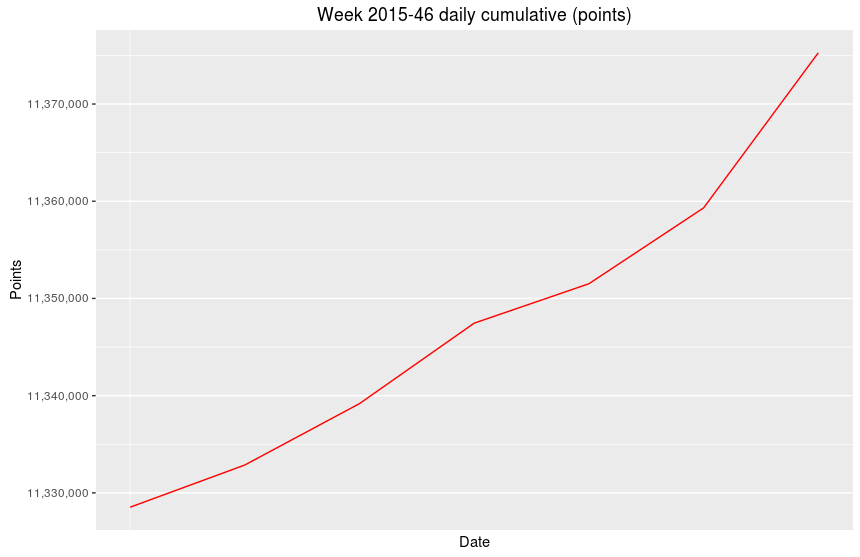 Week 2015-46 daily cumulative (points)
11,370,000
11,360,000
11,350,000
11,340,000
11,330,000
Points
Date